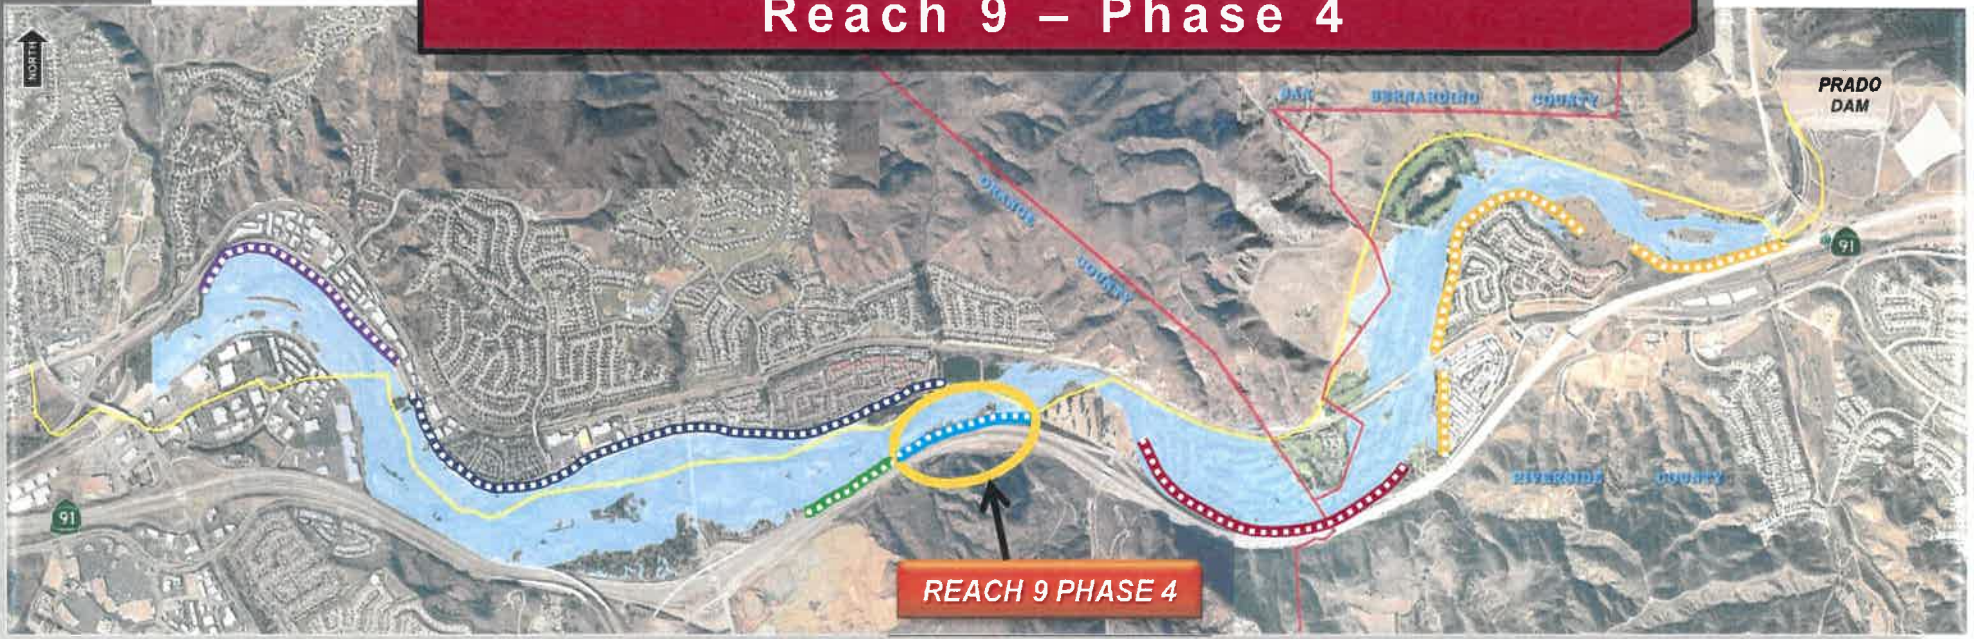 Reach 9 – Phase 4
NORTH
PRADO
DAM
SAN BERNARDINO COUNTY
ORANGE
COUNTY
91
RIVERSIDE COUNTY
91
REACH 9 PHASE 4